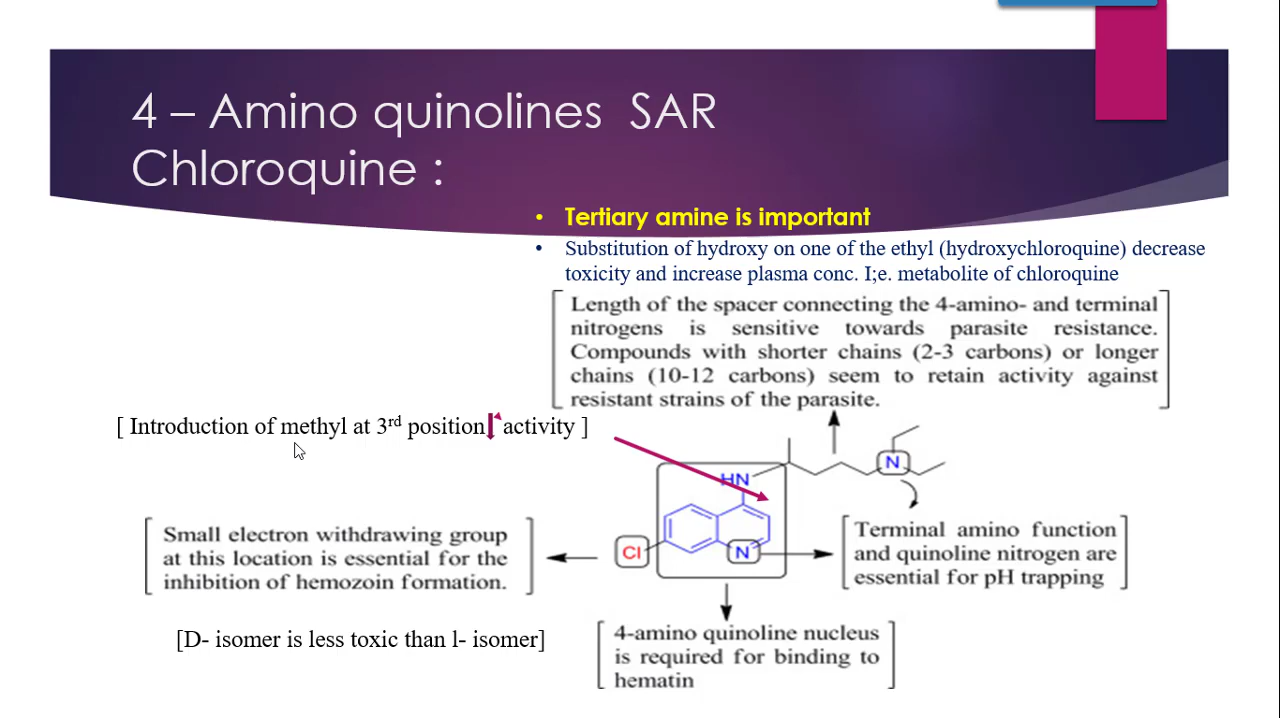 4 – Amino quinolines SAR
Chloroquine :
• Tertiary amine is important
• Substitution of hydroxy on one of the ethyl (hydroxychloroquine) decrease
toxicity and increase plasma conc. I;e. metabolite of chloroquine
Length of the spacer connecting the 4-amino- and terminal
nitrogens is sensitive towards parasite resistance.
Compounds with shorter chains (2-3 carbons) or longer
chains (10-12 carbons) seem to retain activity against
resistant strains of the parasite.
[ Introduction of methyl at 3rd position activity ]
N
HN
Small electron withdrawing group
at this location is essential for the
inhibition of hemozoin formation.
Cl
N
Terminal amino function
and quinoline nitrogen are
essential for pH trapping
[D- isomer is less toxic than l- isomer]
4-amino quinoline nucleus
is required for binding to
hematin